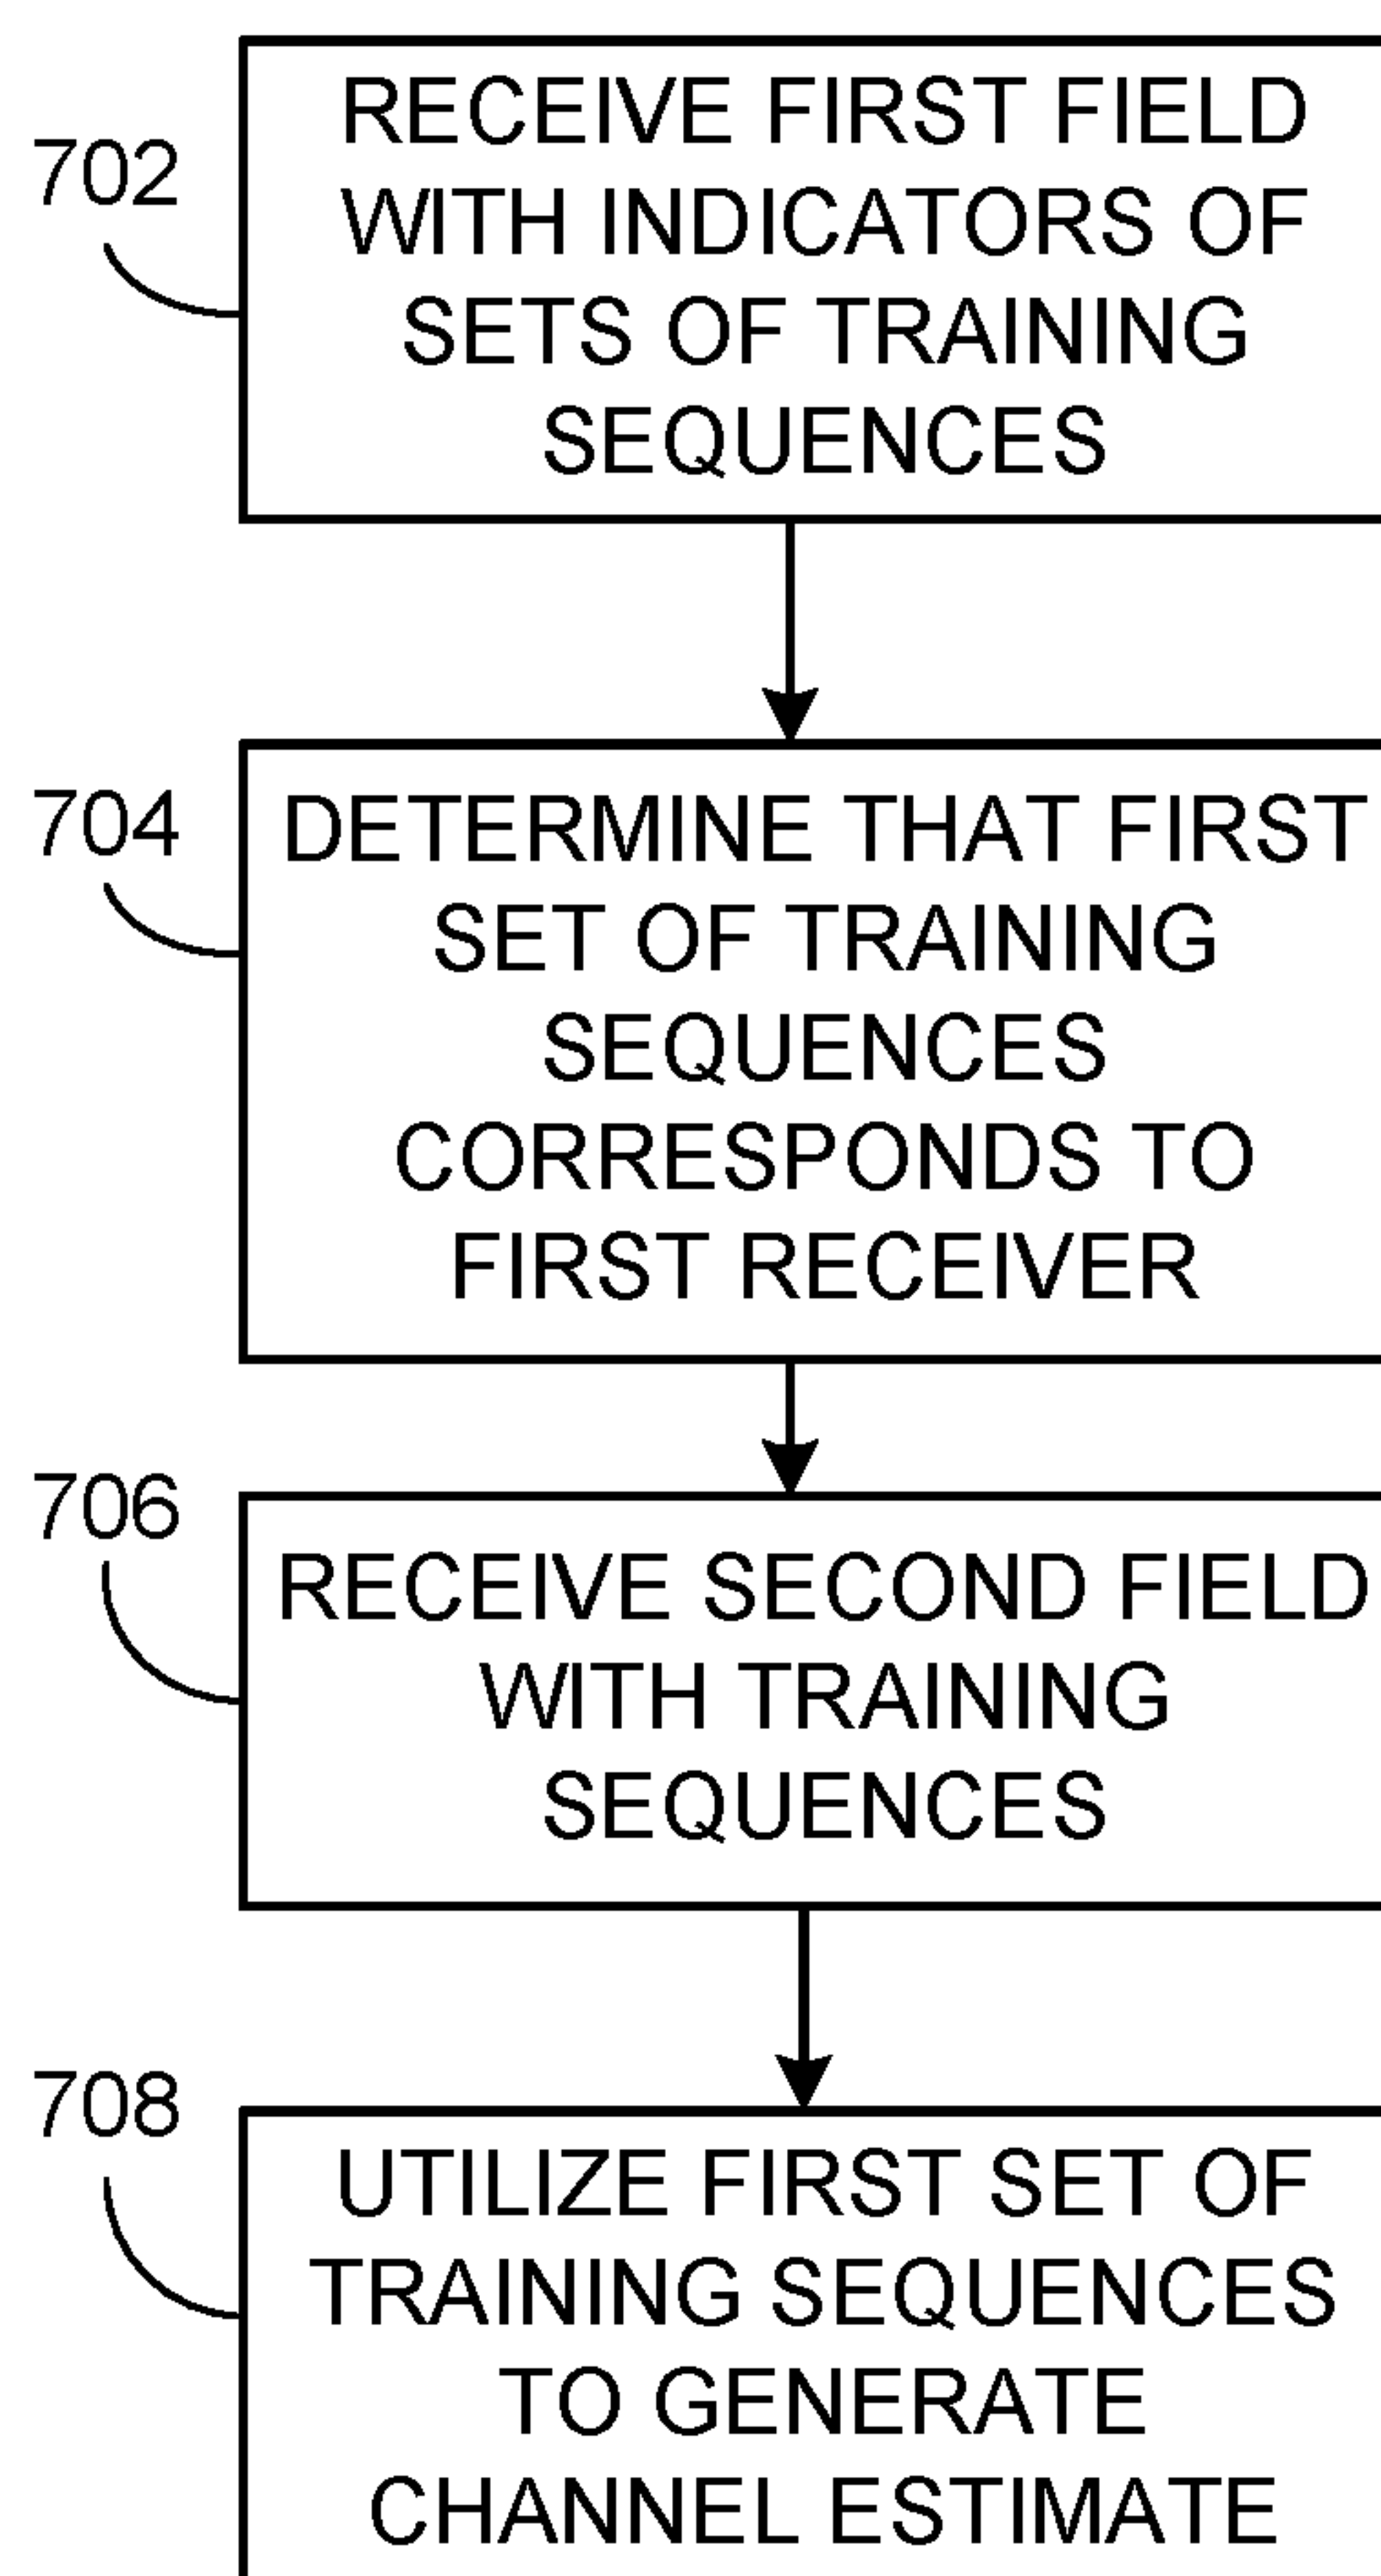 702
RECEIVE FIRST FIELD
WITH INDICATORS OF
SETS OF TRAINING
SEQUENCES
704
DETERMINE THAT FIRST
SET OF TRAINING
SEQUENCES
CORRESPONDS TO
FIRST RECEIVER
706
RECEIVE SECOND FIELD
WITH TRAINING
SEQUENCES
708
UTILIZE FIRST SET OF
TRAINING SEQUENCES
TO GENERATE
CHANNEL ESTIMATE